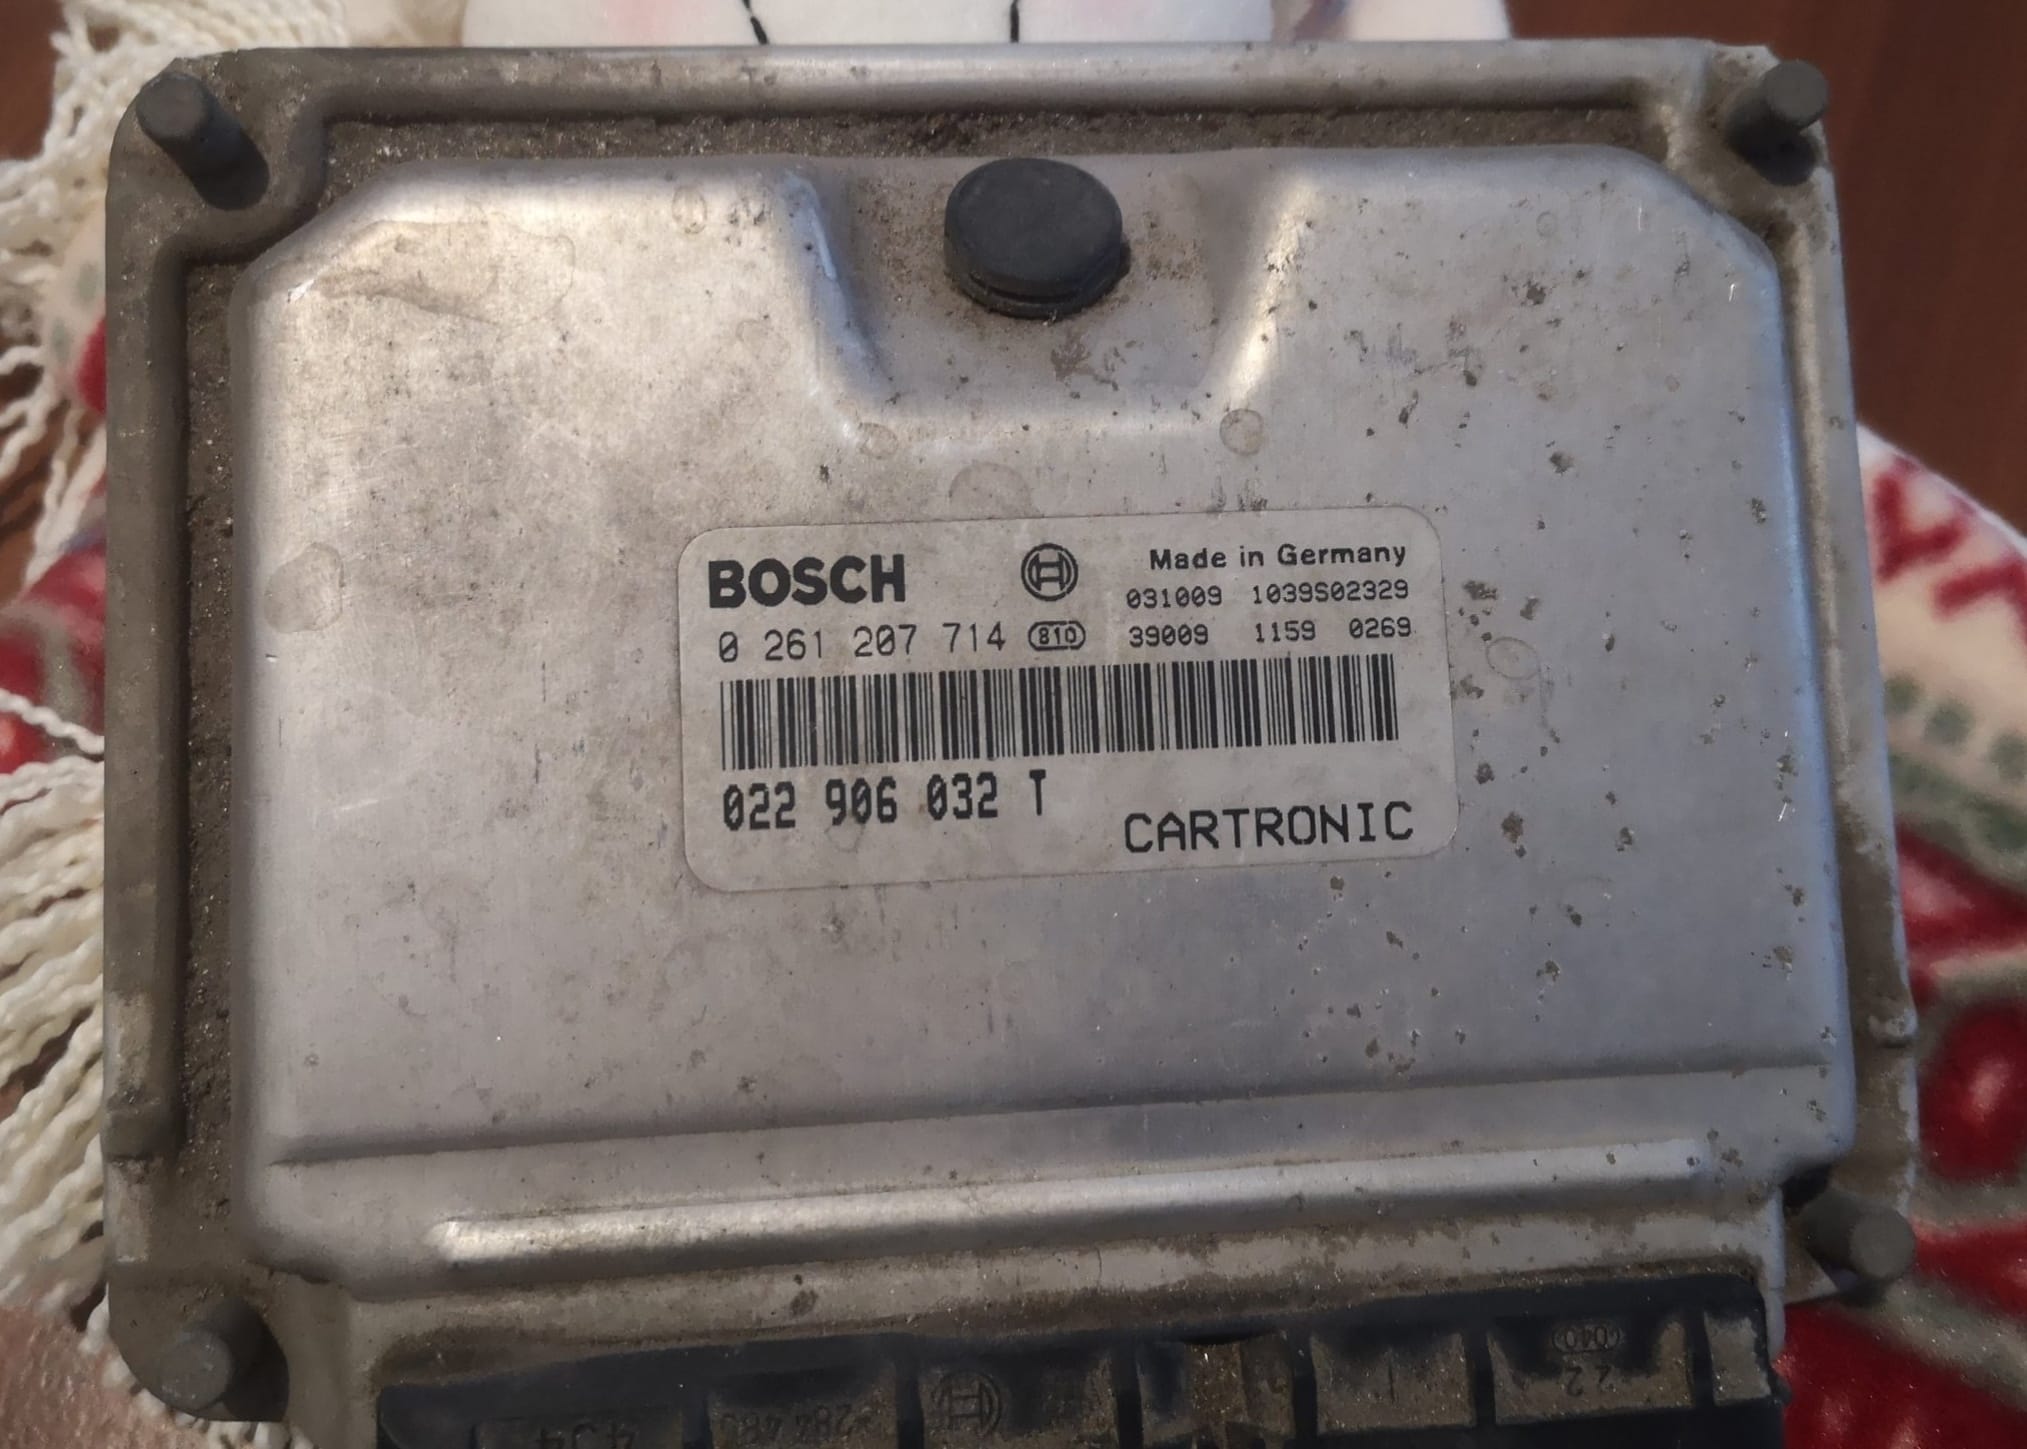 BOSCH
Made in Germany
031009 1039S02329
0 261 207 714 810 39009 1159 0269
022 906 032 T
CARTRONIC